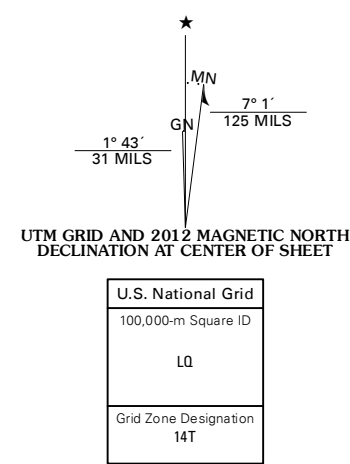 ★
MN
GN
7° 1´
125 MILS
1° 43´
31 MILS
UTM GRID AND 2012 MAGNETIC NORTH
DECLINATION AT CENTER OF SHEET
U.S. National Grid
100,000-m Square ID
LQ
Grid Zone Designation
14T